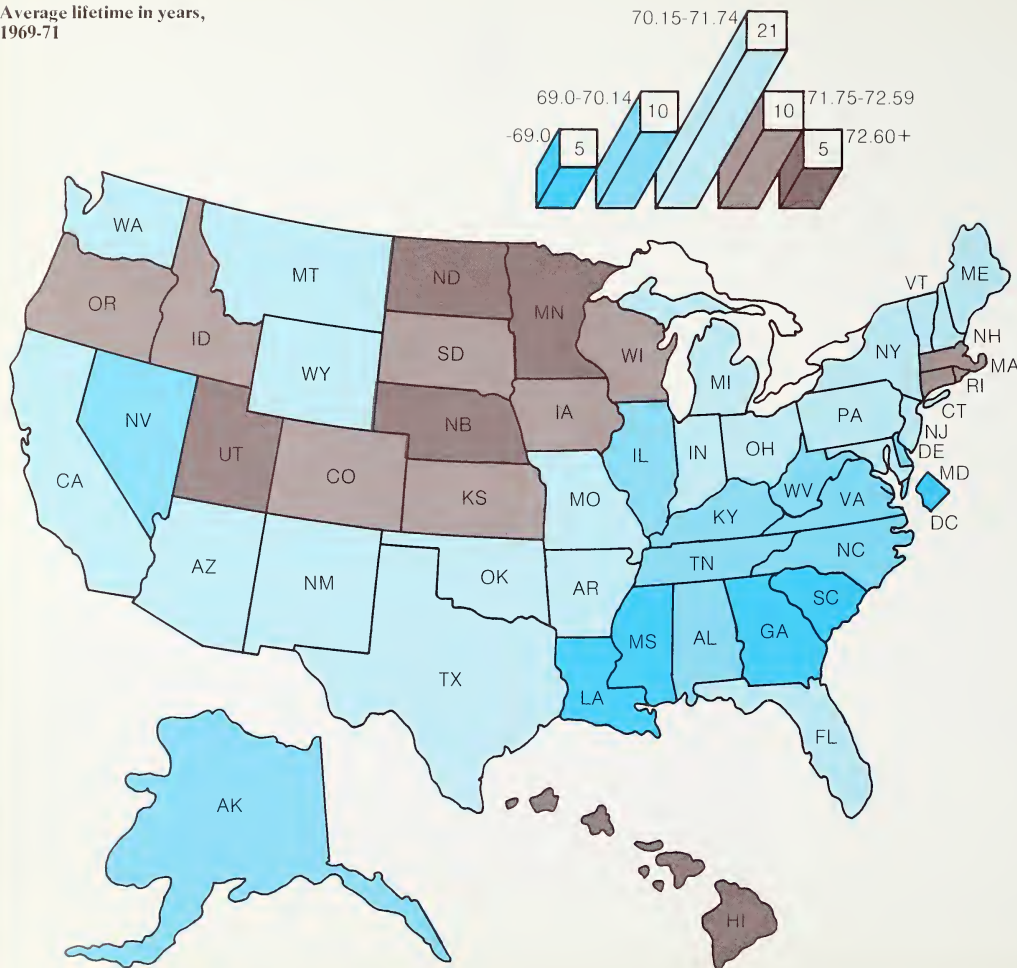 Average lifetime in years,
1969-71
70.15-71.74
21
69.0-70.14
10
10
71.75-72.59
-69.0
5
5
72.60+
WA
MT
ND
MN
VT
ME
OR
ID
SD
WI
NH
MA
WY
MI
NY
RI
CT
NV
UT
NB
IA
PA
NJ
DE
MD
DC
CA
CO
KS
IL
IN
OH
MO
WV
VA
KY
AZ
NM
OK
AR
TN
NC
SC
TX
LA
MS
AL
GA
FL
AK
HI